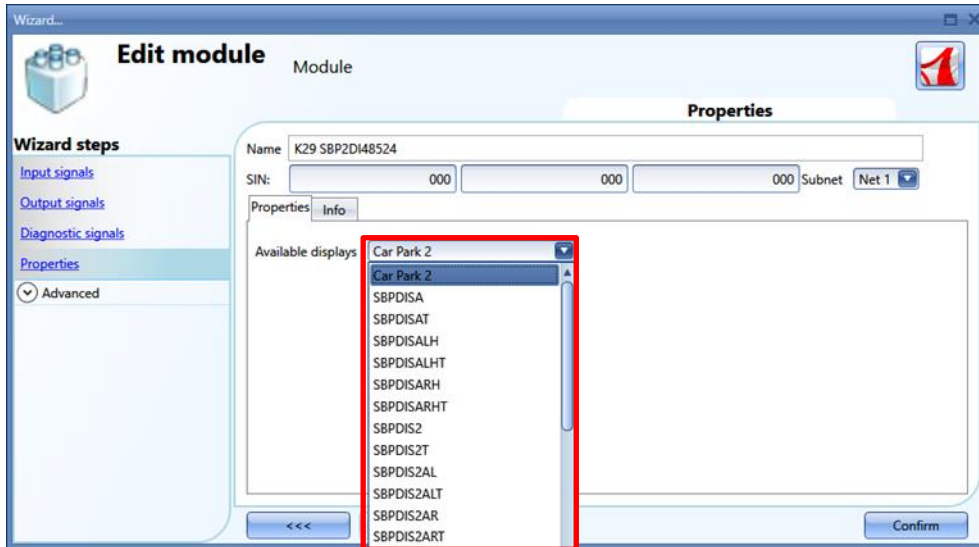 Wizard...
Edit module
Module
Properties
Wizard steps
Input signals
Output signals
Diagnostic signals
Properties
Advanced
Name K29 SBP2DI48524
SIN: 000 000 000 Subnet Net 1
Properties Info
Available displays Car Park 2
Car Park 2
SBPDISA
SBPDISAT
SBPDISALH
SBPDISALHT
SBPDISARH
SBPDISARHT
SBPDIS2
SBPDIS2T
SBPDIS2AL
SBPDIS2ALT
SBPDIS2AR
SBPDIS2ART
<<<
Confirm